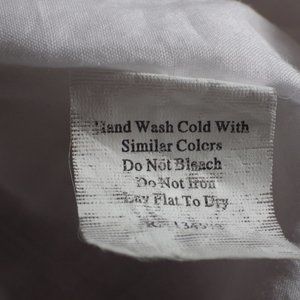 Hand Wash Cold With
Similar Colors
Do Not Bleach
Do Not Iron
Lay Flat To Dry